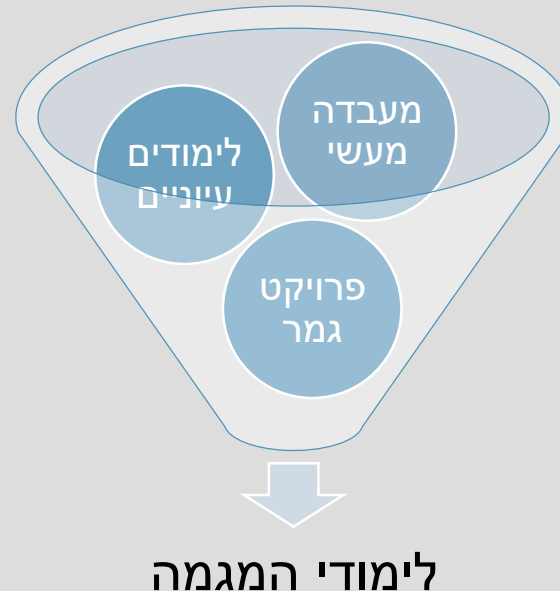 מעבדה
מעשי
לימודים
עיוניים
פרויקט
גמר
לימודי המגמה